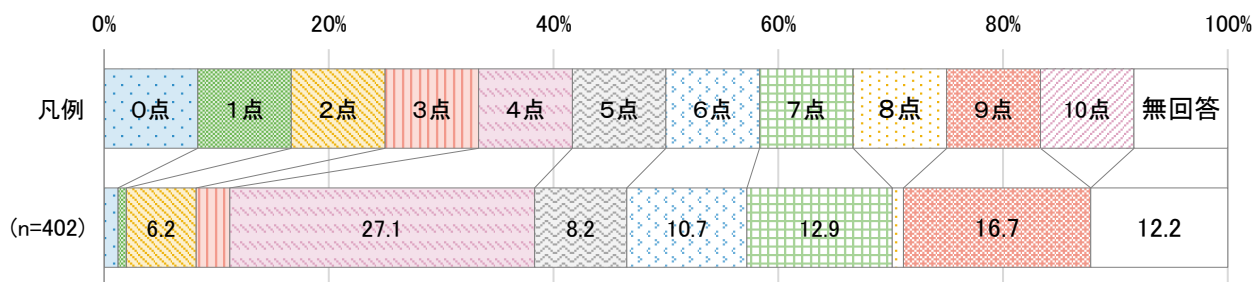 0% 20% 40% 60% 80% 100%
凡例 0点 1点 2点 3点 4点 5点 6点 7点 8点 9点 10点 無回答
(n=402) 6.2 27.1 8.2 10.7 12.9 16.7 12.2